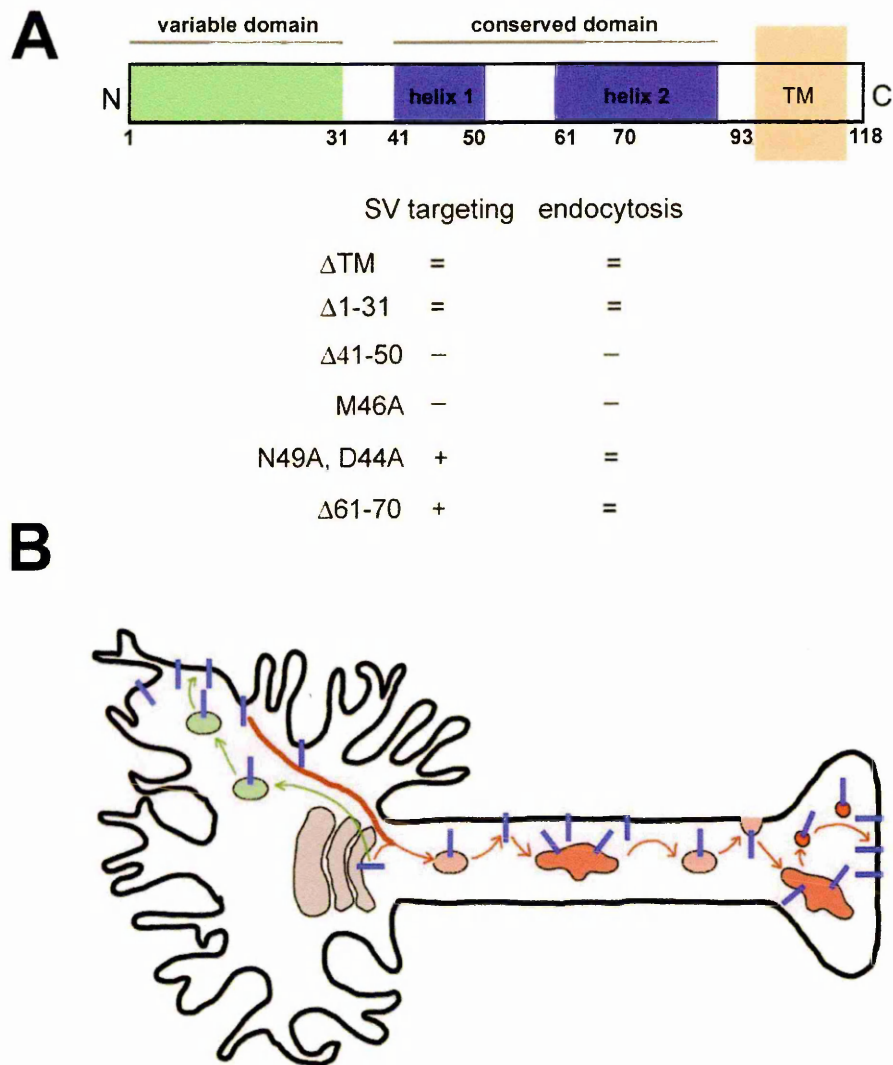 A
variable domain conserved domain
N helix 1 helix 2 TM C
1 31 41 50 61 70 93 118
SV targeting endocytosis
ΔTM = =
Δ1-31 = =
Δ41-50 – –
M46A – –
N49A, D44A + =
Δ61-70 + =
B